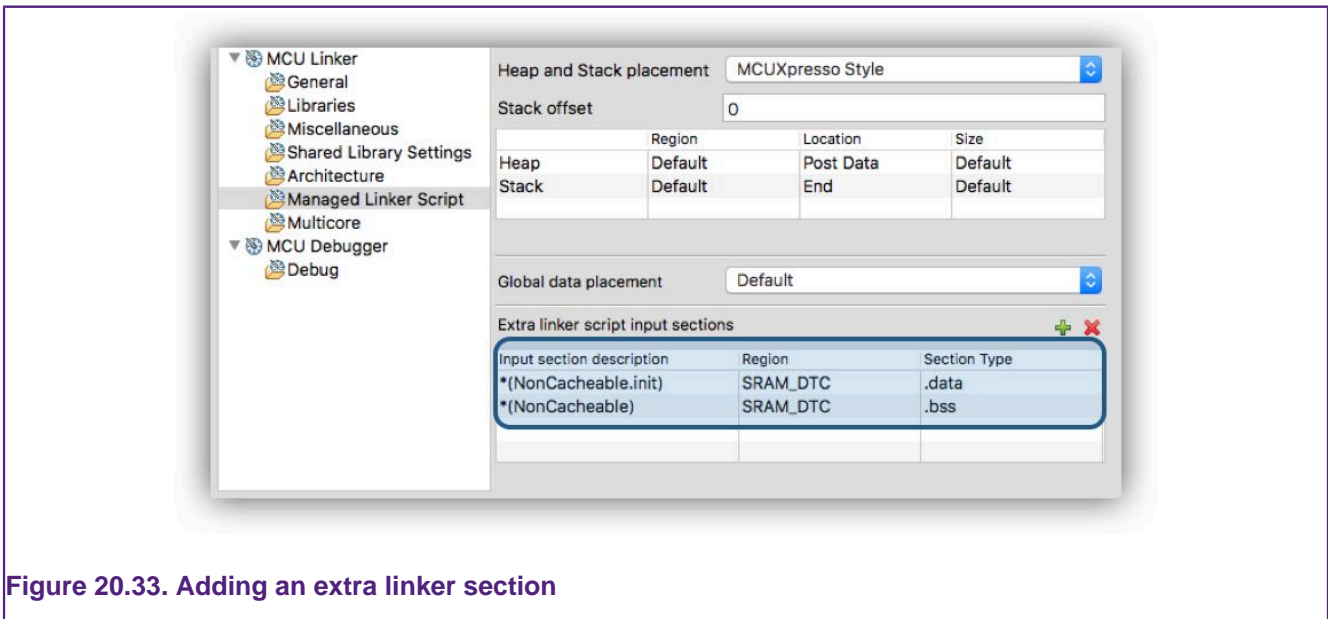 MCU Linker
General
Libraries
Miscellaneous
Shared Library Settings
Architecture
Managed Linker Script
Multicore
MCU Debugger
Debug
Heap and Stack placement MCUXpresso Style
Stack offset 0
Region Location Size
Heap Default Post Data Default
Stack Default End Default
Global data placement Default
Extra linker script input sections
Input section description Region Section Type
*(NonCacheable.init) SRAM_DTC .data
*(NonCacheable) SRAM_DTC .bss
Figure 20.33. Adding an extra linker section